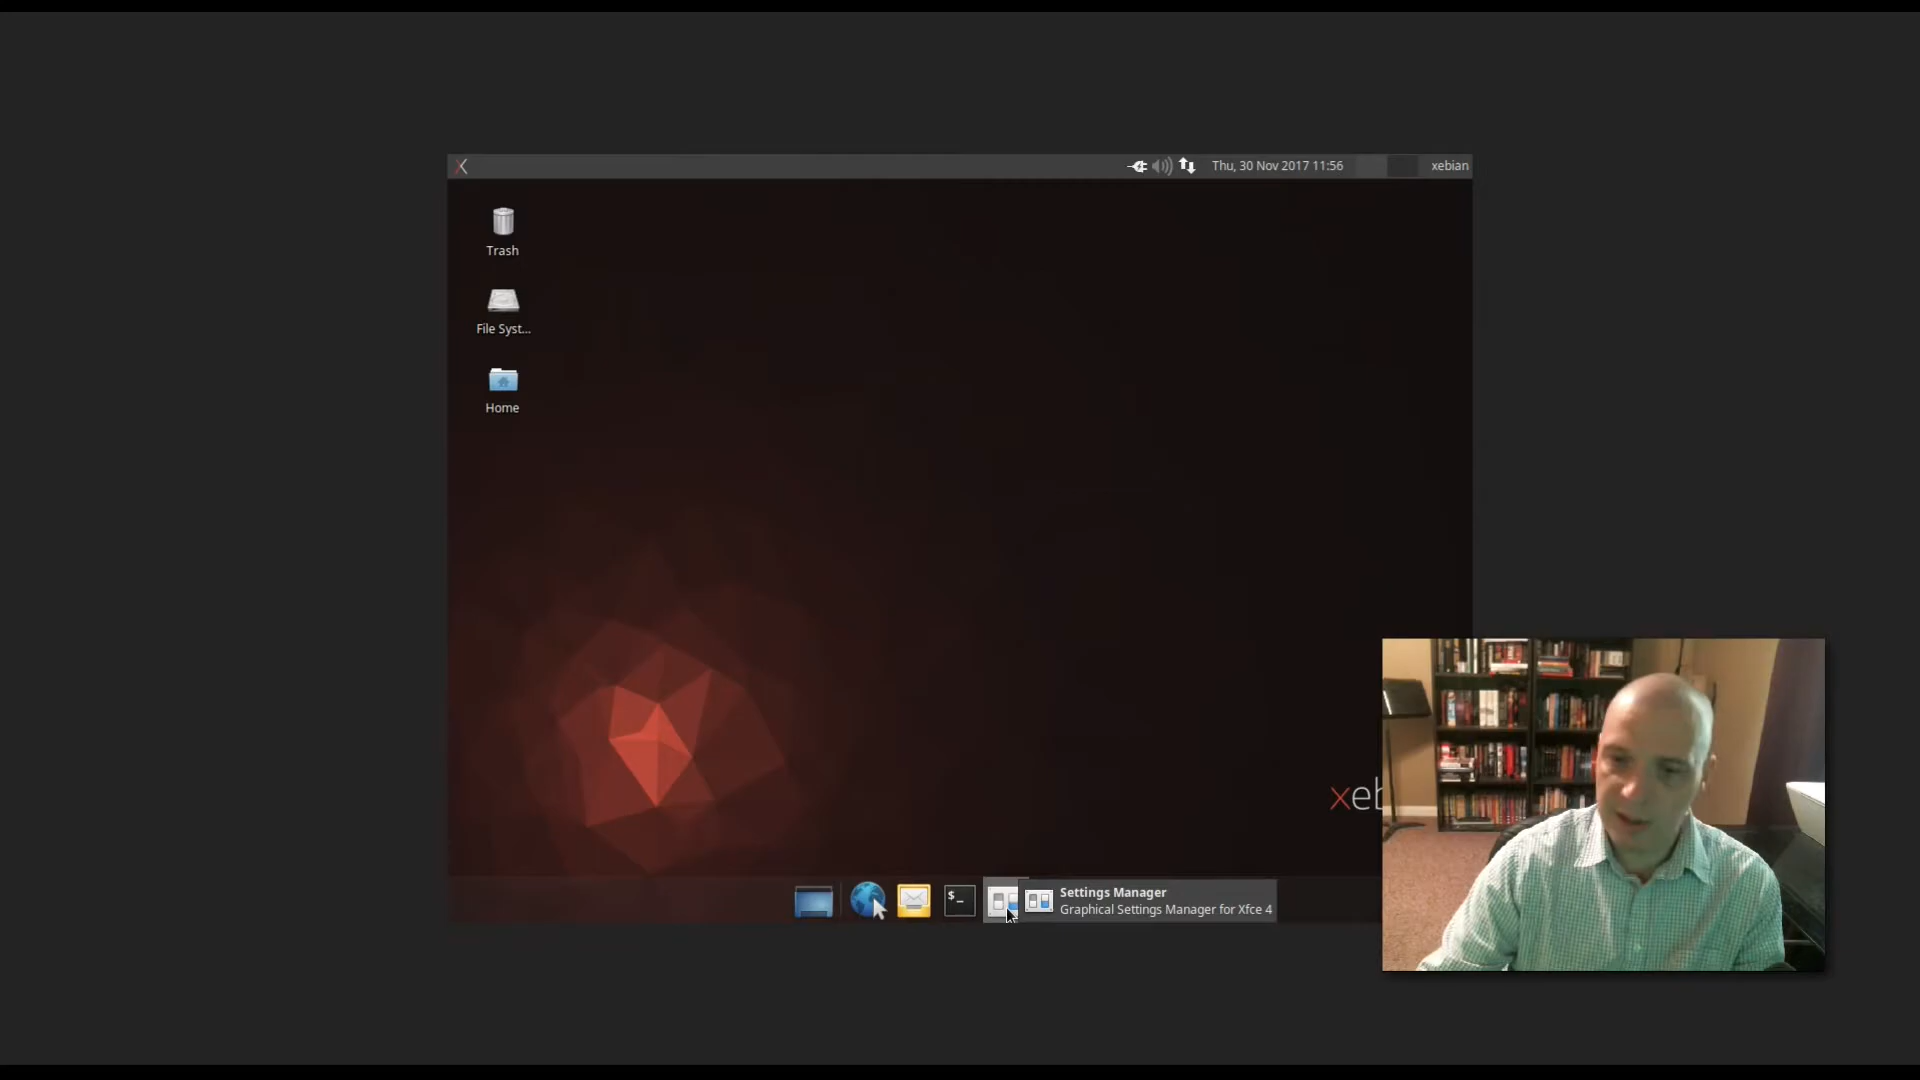 Thu, 30 Nov 2017 11:56
xebian
Trash
File Syst...
Home
xeb
$_
Settings Manager
Graphical Settings Manager for Xfce 4